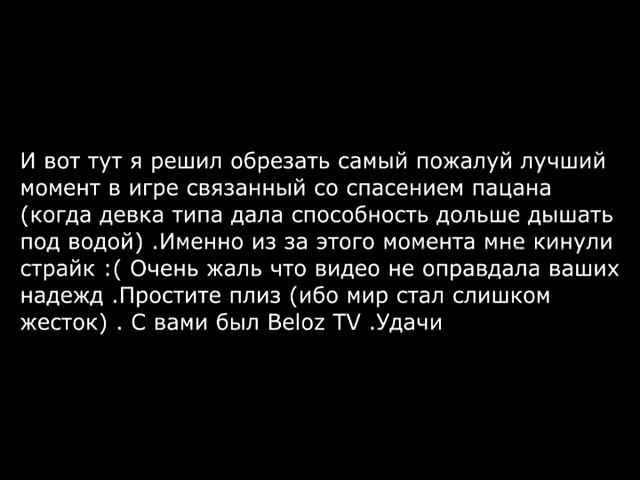 И вот тут я решил обрезать самый пожалуй лучший
момент в игре связанный со спасением пацана
(когда девка типа дала способность дольше дышать
под водой) .Именно из за этого момента мне кинули
страйк :( Очень жаль что видео не оправдала ваших
надежд .Простите плиз (ибо мир стал слишком
жесток) . С вами был Beloz TV .Удачи